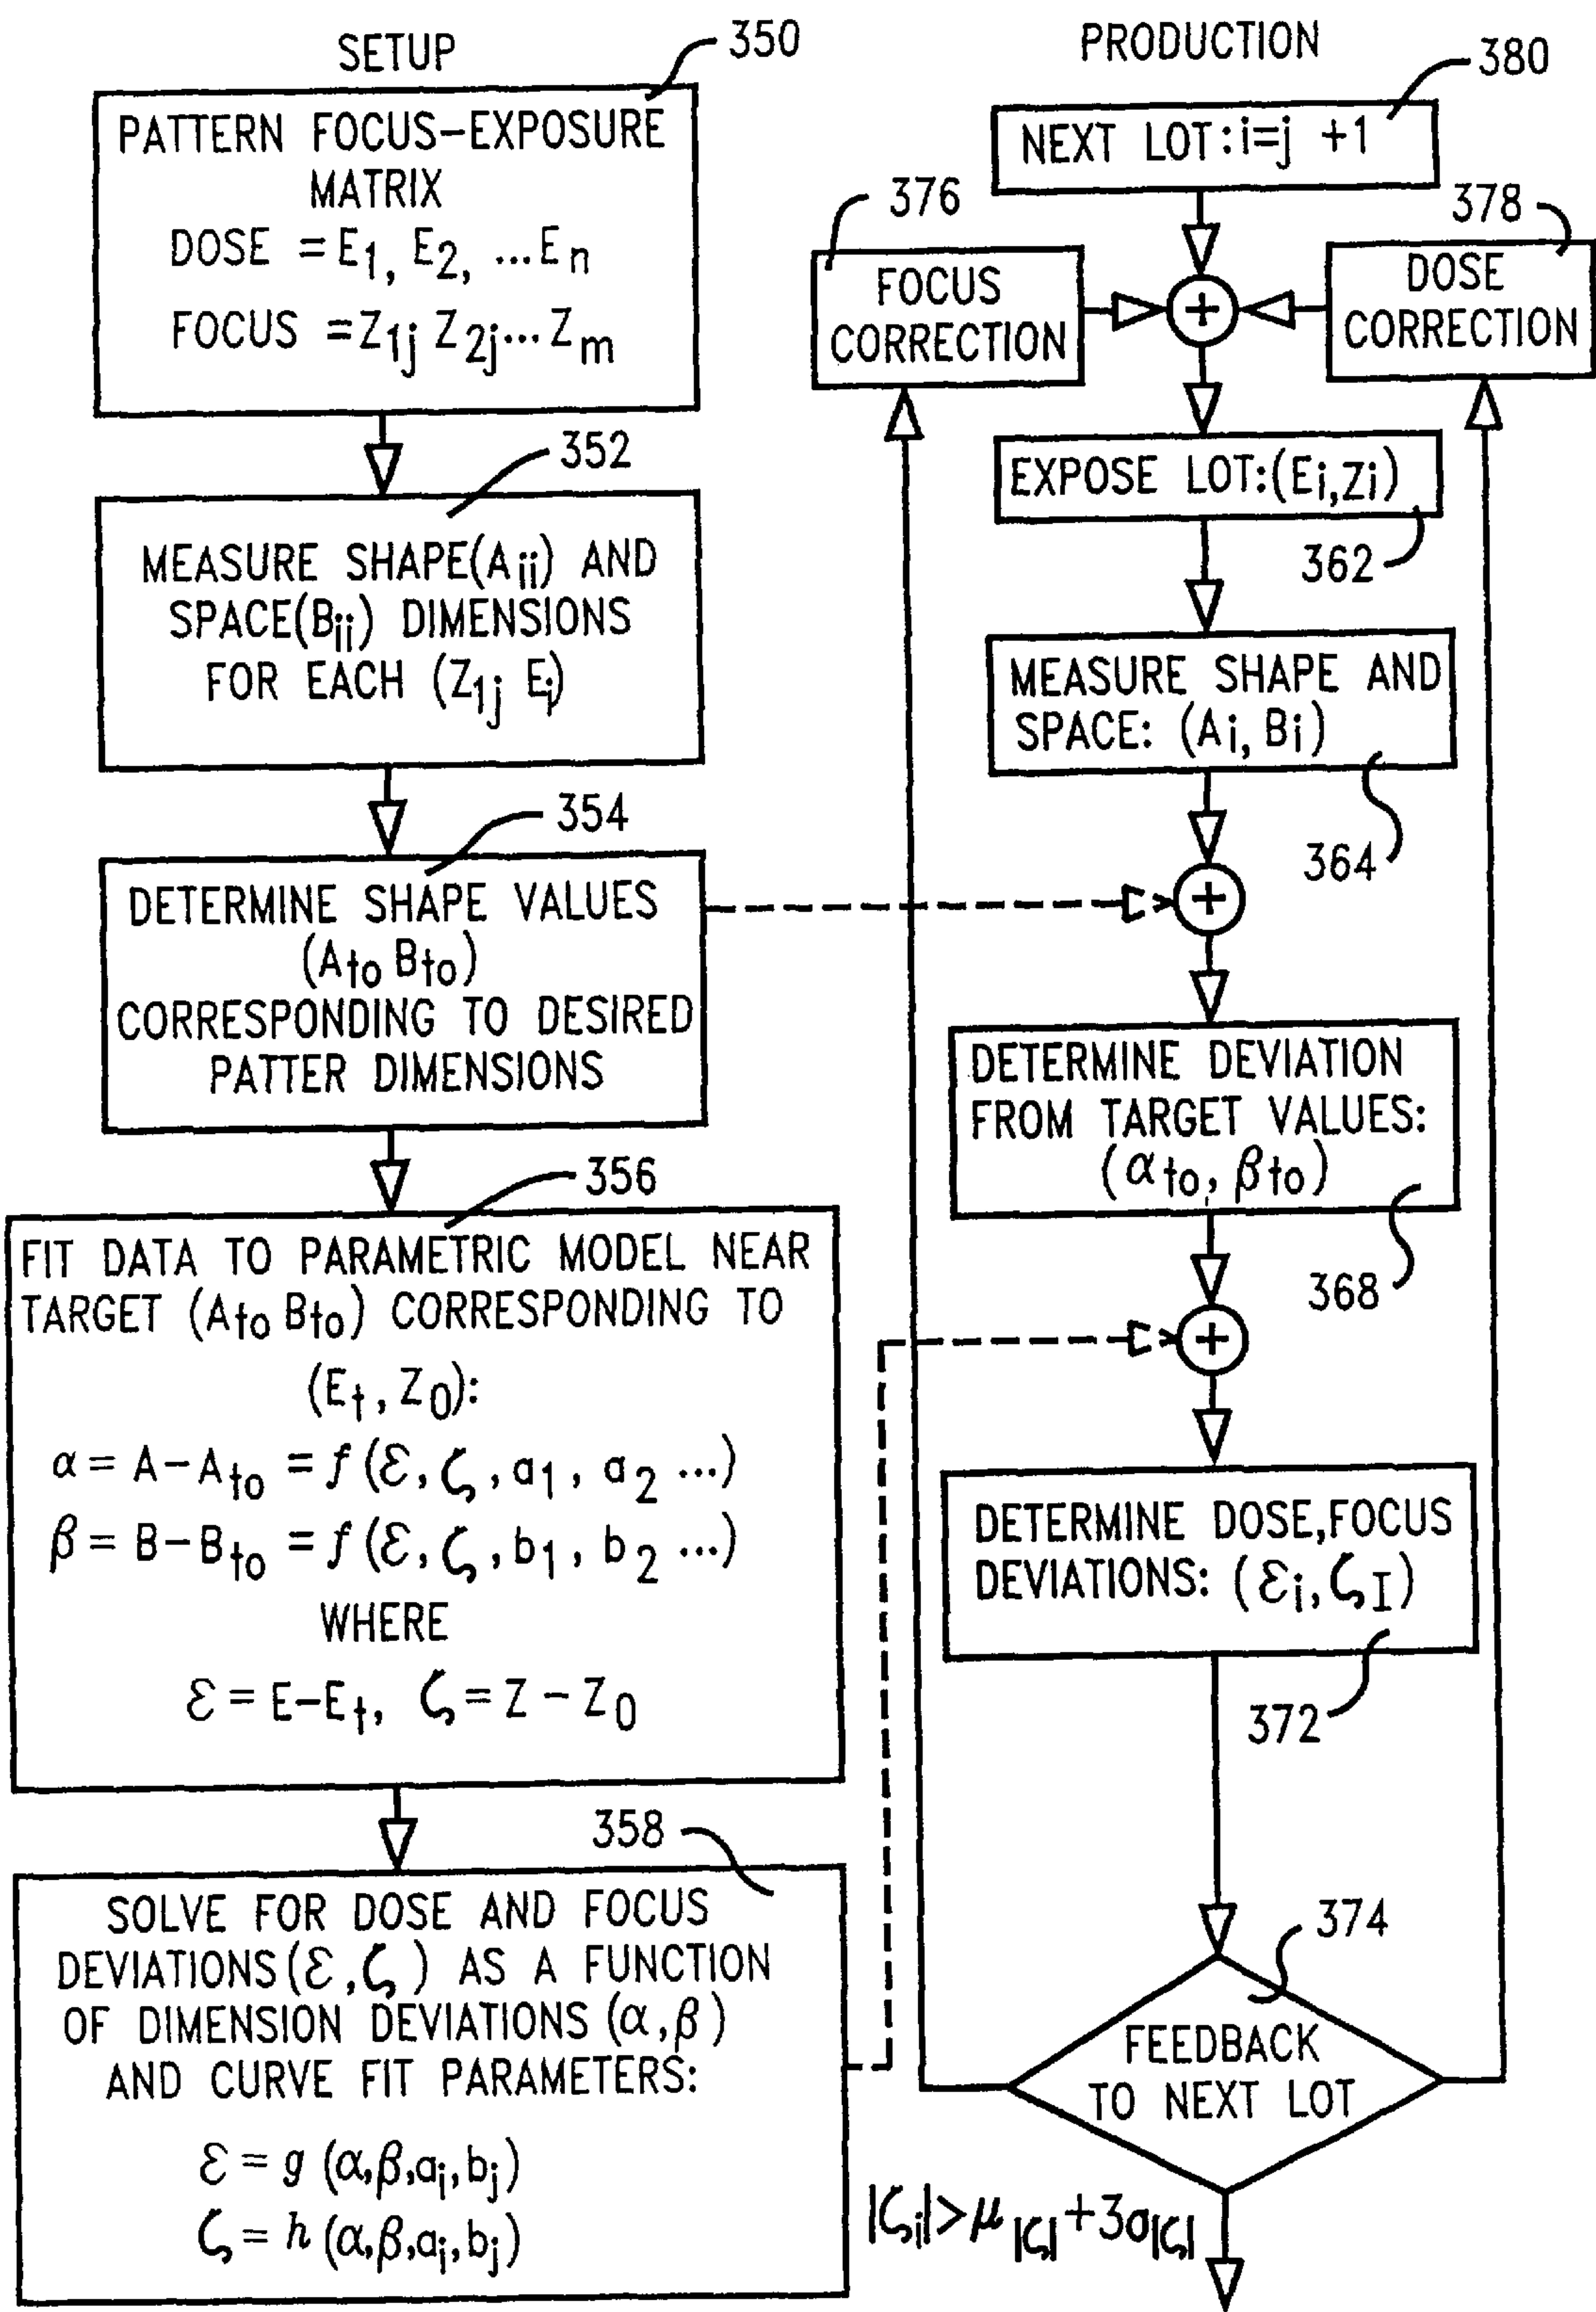 SETUP
350
PATTERN FOCUS-EXPOSURE
MATRIX
DOSE = E1, E2, ...En
FOCUS = Z1j Z2j... Zm
352
MEASURE SHAPE(Aij) AND
SPACE(Bij) DIMENSIONS
FOR EACH (Z1j Ej)
354
DETERMINE SHAPE VALUES
(Ato Bto)
CORRESPONDING TO DESIRED
PATTER DIMENSIONS
356
FIT DATA TO PARAMETRIC MODEL NEAR
TARGET (Ato Bto) CORRESPONDING TO
(Et, Z0):
α = A-Ato = f (ε, ζ, a1, a2 ...)
β = B-Bto = f (ε, ζ, b1, b2 ...)
WHERE
ε = E-Et, ζ = Z - Z0
358
SOLVE FOR DOSE AND FOCUS
DEVIATIONS(ε,ζ) AS A FUNCTION
OF DIMENSION DEVIATIONS (α,β)
AND CURVE FIT PARAMETERS:
ε = g (α,β,ai,bj)
ζ = h (α,β,ai,bj)
PRODUCTION
380
NEXT LOT: i=j +1
376
FOCUS
CORRECTION
+
378
DOSE
CORRECTION
EXPOSE LOT:(Ei,Zi)
362
MEASURE SHAPE AND
SPACE: (Ai, Bi)
364
+
DETERMINE DEVIATION
FROM TARGET VALUES:
(αto, βto)
368
+
DETERMINE DOSE,FOCUS
DEVIATIONS: (εi,ζI)
372
374
FEEDBACK
TO NEXT LOT
|ζi|>μ|ζ|+3σ|ζ|